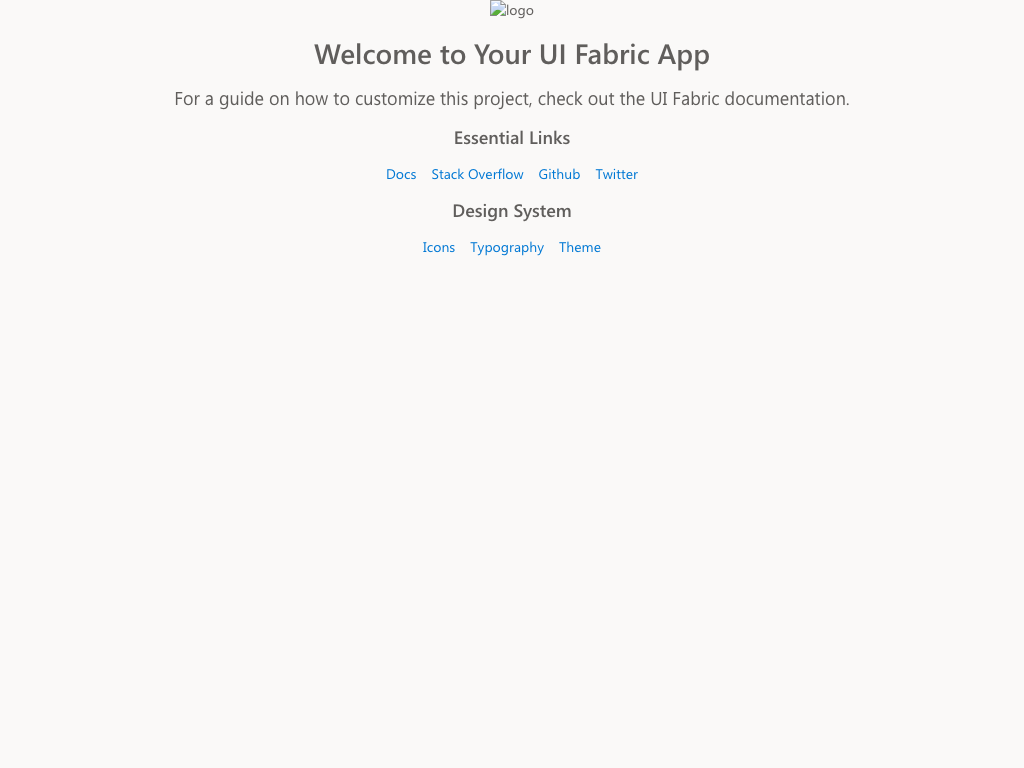 logo
Welcome to Your UI Fabric App
For a guide on how to customize this project, check out the UI Fabric documentation.
Essential Links
Docs Stack Overflow Github Twitter
Design System
Icons Typography Theme